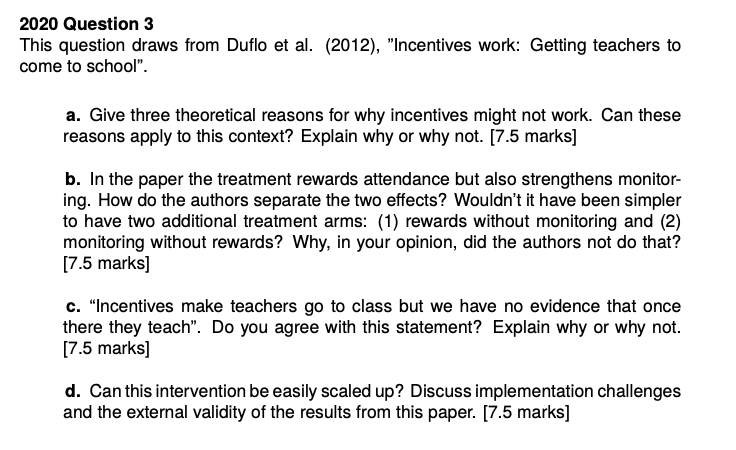 2020 Question 3
This question draws from Duflo et al. (2012), "Incentives work: Getting teachers to
come to school".
a. Give three theoretical reasons for why incentives might not work. Can these
reasons apply to this context? Explain why or why not. [7.5 marks]
b. In the paper the treatment rewards attendance but also strengthens monitor-
ing. How do the authors separate the two effects? Wouldn't it have been simpler
to have two additional treatment arms: (1) rewards without monitoring and (2)
monitoring without rewards? Why, in your opinion, did the authors not do that?
[7.5 marks]
c. "Incentives make teachers go to class but we have no evidence that once
there they teach". Do you agree with this statement? Explain why or why not.
[7.5 marks]
d. Can this intervention be easily scaled up? Discuss implementation challenges
and the external validity of the results from this paper. [7.5 marks]